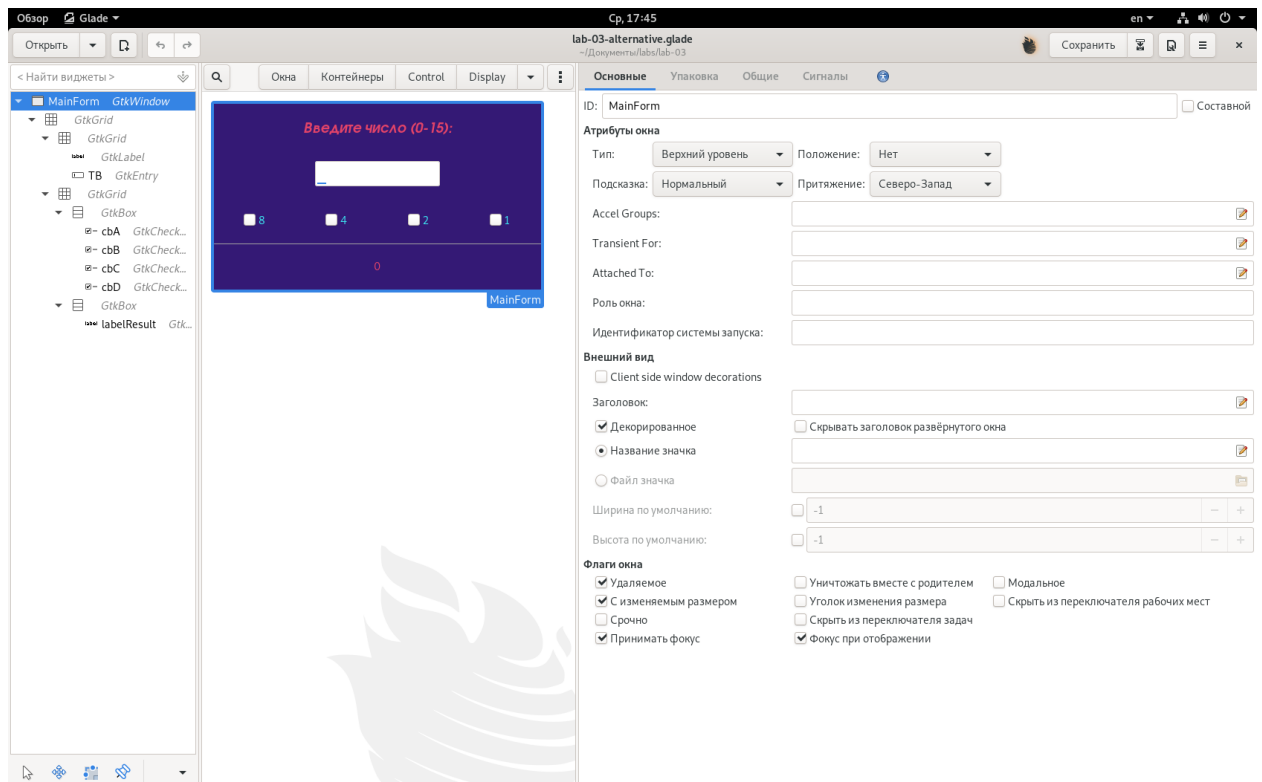 Обзор Glade Ср, 17:45 en
Открыть lab-03-alternative.glade Сохранить
~/Документы/labs/lab-03
< Найти виджеты > Окна Контейнеры Control Display Основные Упаковка Общие Сигналы
MainForm GtkWindow
GtkGrid
GtkGrid
label GtkLabel
TB GtkEntry
GtkGrid
GtkBox
cbA GtkCheck...
cbB GtkCheck...
cbC GtkCheck...
cbD GtkCheck...
GtkBox
label labelResult Gtk...
Введите число (0-15):
_
8 4 2 1
0
MainForm
ID: MainForm Составной
Атрибуты окна
Тип: Верхний уровень Положение: Нет
Подсказка: Нормальный Притяжение: Северо-Запад
Accel Groups:
Transient For:
Attached To:
Роль окна:
Идентификатор системы запуска:
Внешний вид
Client side window decorations
Заголовок:
Декорированное Скрывать заголовок развёрнутого окна
Название значка
Файл значка
Ширина по умолчанию: -1 − +
Высота по умолчанию: -1 − +
Флаги окна
Удаляемое Уничтожать вместе с родителем Модальное
С изменяемым размером Уголок изменения размера Скрыть из переключателя рабочих мест
Срочно Скрыть из переключателя задач
Принимать фокус Фокус при отображении